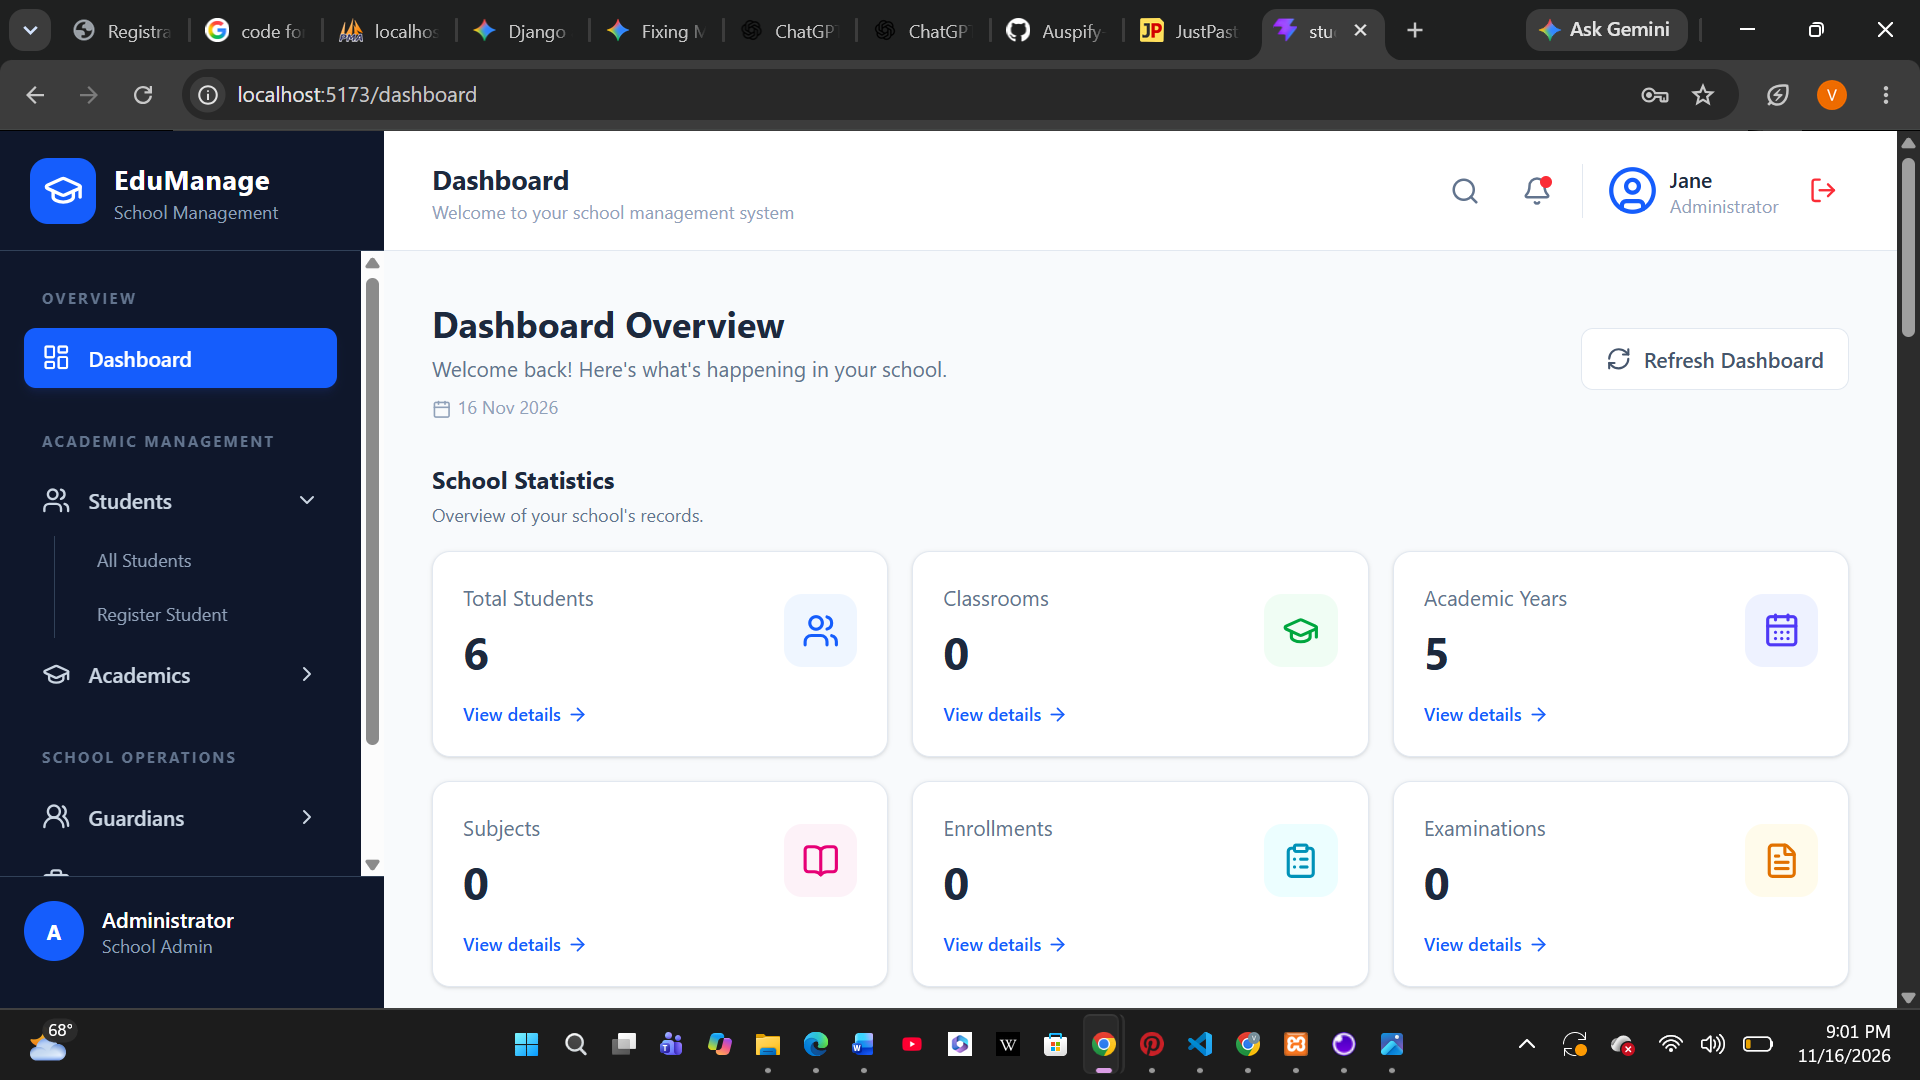 Registra
code for
localhos
Django
Fixing M
ChatGP
ChatGP
Auspify-
JustPast
stu
Ask Gemini
localhost:5173/dashboard
V
EduManage
School Management
Dashboard
Welcome to your school management system
Jane
Administrator
OVERVIEW
Dashboard
ACADEMIC MANAGEMENT
Students
All Students
Register Student
Academics
SCHOOL OPERATIONS
Guardians
A
Administrator
School Admin
Dashboard Overview
Welcome back! Here's what's happening in your school.
16 Nov 2026
Refresh Dashboard
School Statistics
Overview of your school's records.
Total Students
6
View details
Classrooms
0
View details
Academic Years
5
View details
Subjects
0
View details
Enrollments
0
View details
Examinations
0
View details
68°
9:01 PM
11/16/2026